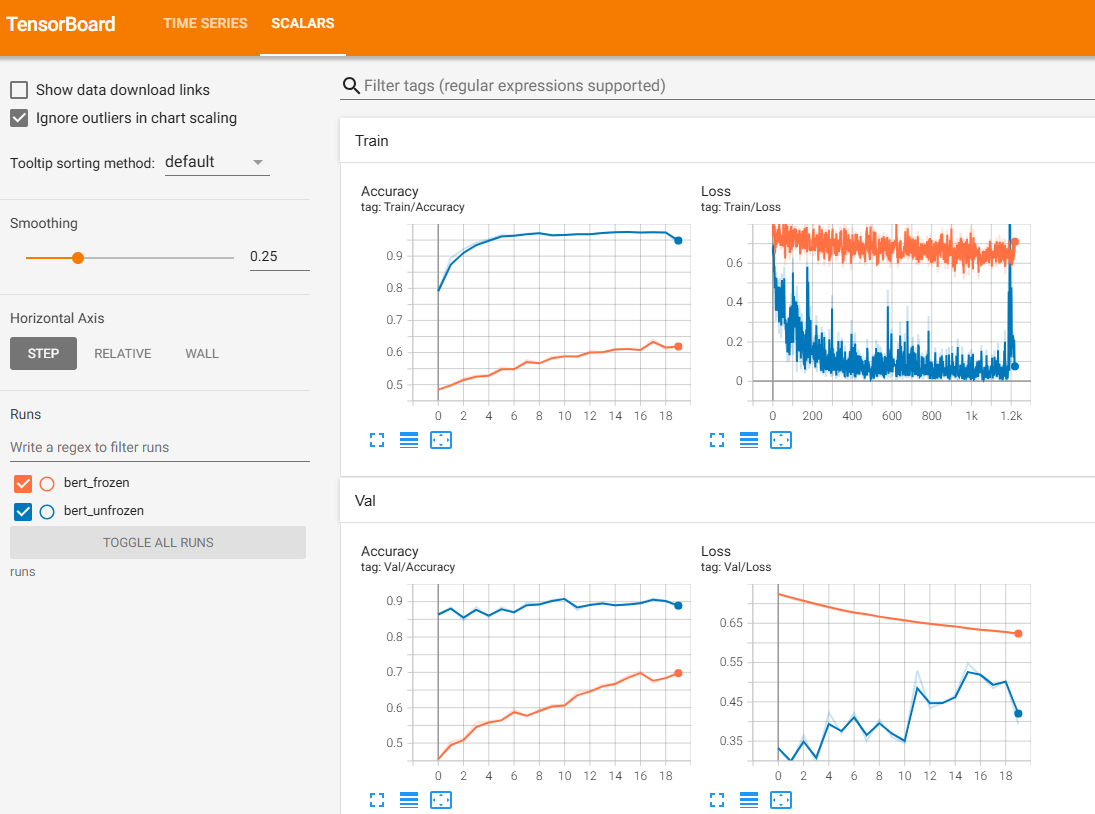 TensorBoard TIME SERIES SCALARS
Show data download links
Ignore outliers in chart scaling
Tooltip sorting method: default
Smoothing
0.25
Horizontal Axis
STEP RELATIVE WALL
Runs
Write a regex to filter runs
bert_frozen
bert_unfrozen
TOGGLE ALL RUNS
runs
Filter tags (regular expressions supported)
Train
Accuracy
tag: Train/Accuracy
0.9
0.8
0.7
0.6
0.5
0 2 4 6 8 10 12 14 16 18
Loss
tag: Train/Loss
0.6
0.4
0.2
0
0 200 400 600 800 1k 1.2k
Val
Accuracy
tag: Val/Accuracy
0.9
0.8
0.7
0.6
0.5
0 2 4 6 8 10 12 14 16 18
Loss
tag: Val/Loss
0.65
0.55
0.45
0.35
0 2 4 6 8 10 12 14 16 18